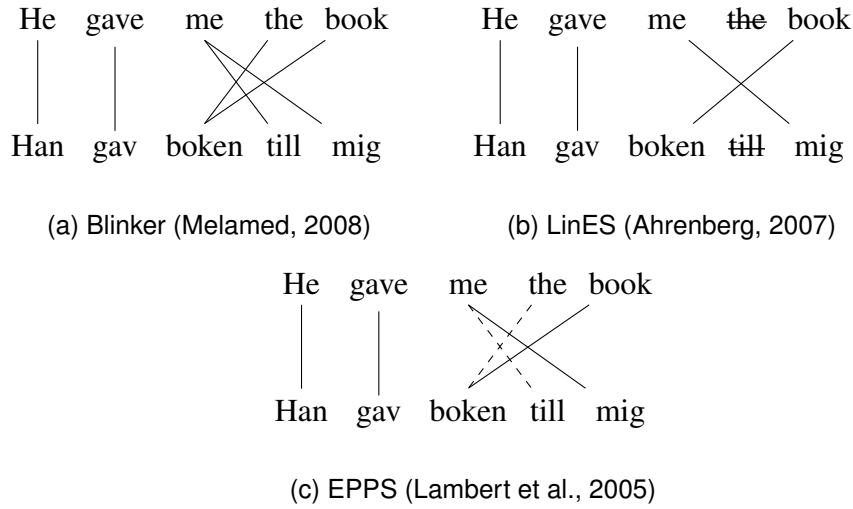 He gave me the book
Han gav boken till mig
(a) Blinker (Melamed, 2008)
He gave me the book
Han gav boken till mig
(b) LinES (Ahrenberg, 2007)
He gave me the book
Han gav boken till mig
(c) EPPS (Lambert et al., 2005)